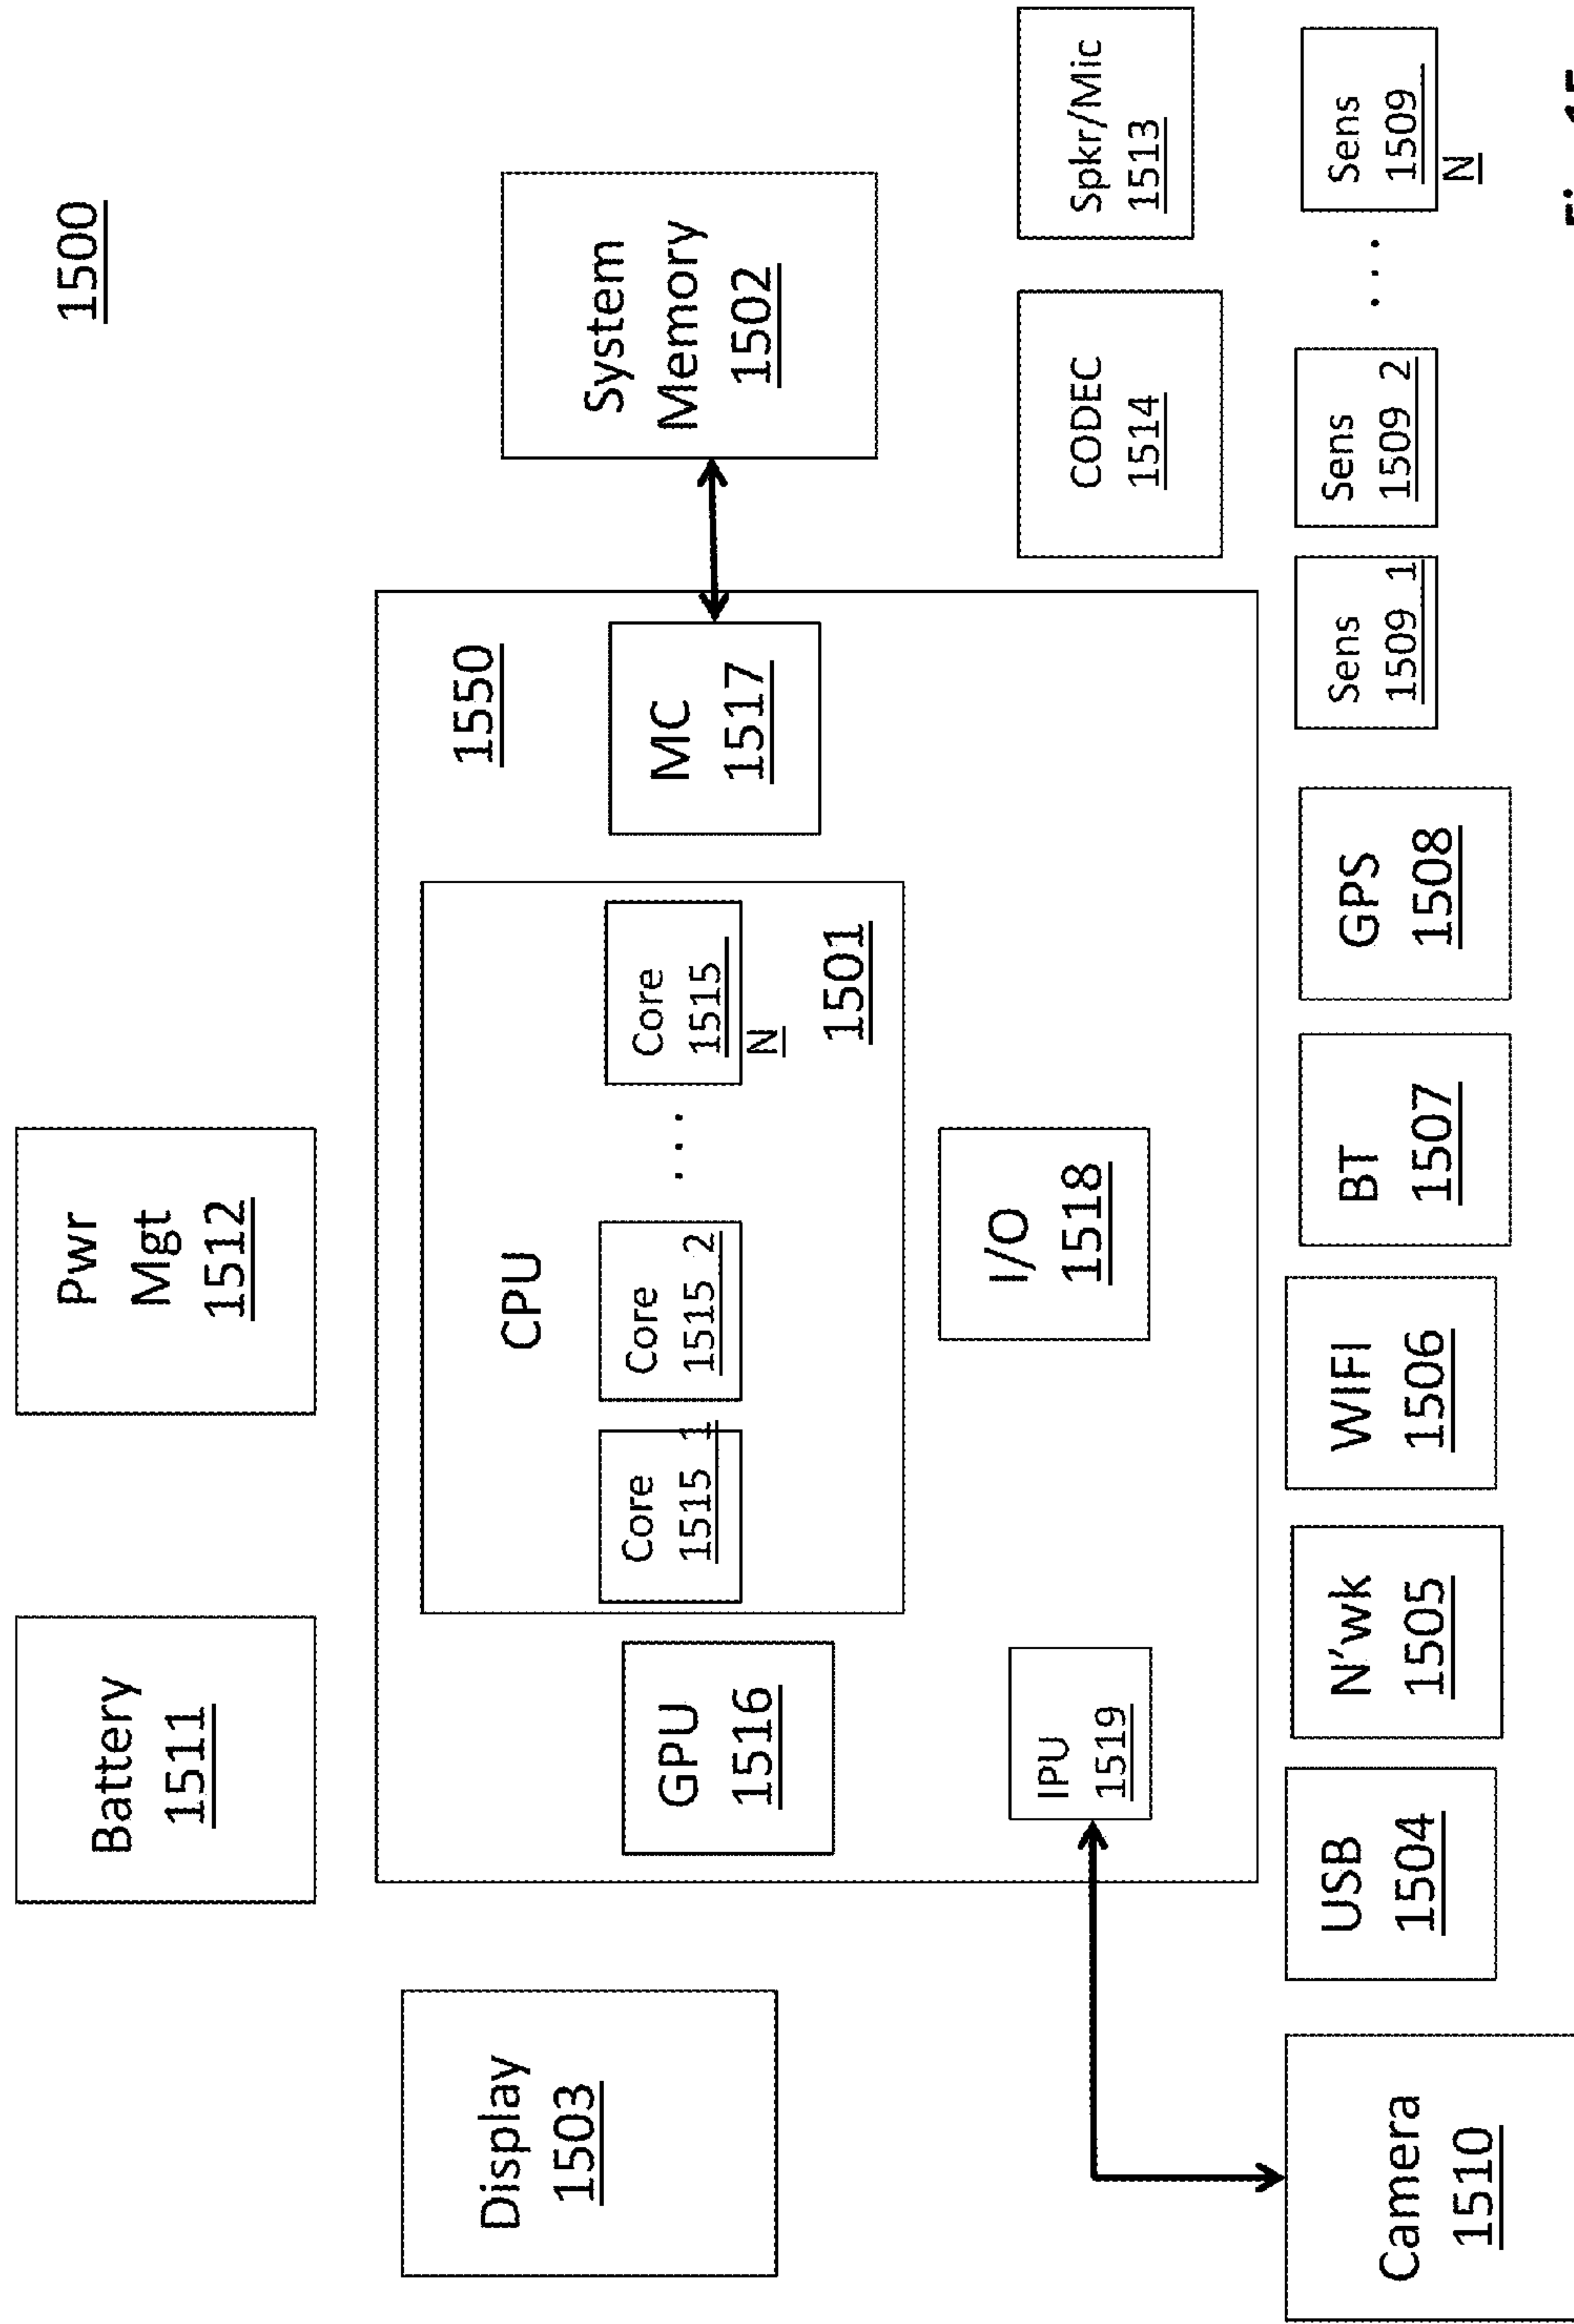 1500
Battery
1511
Pwr
Mgt
1512
Display
1503
1550
CPU
GPU
1516
Core
1515_1
Core
1515_2
...
Core
1515_
N
1501
MC
1517
System
Memory
1502
IPU
1519
I/O
1518
CODEC
1514
Spkr/Mic
1513
Camera
1510
USB
1504
N'wk
1505
WIFI
1506
BT
1507
GPS
1508
Sens
1509_1
Sens
1509_2
...
Sens
1509_
N